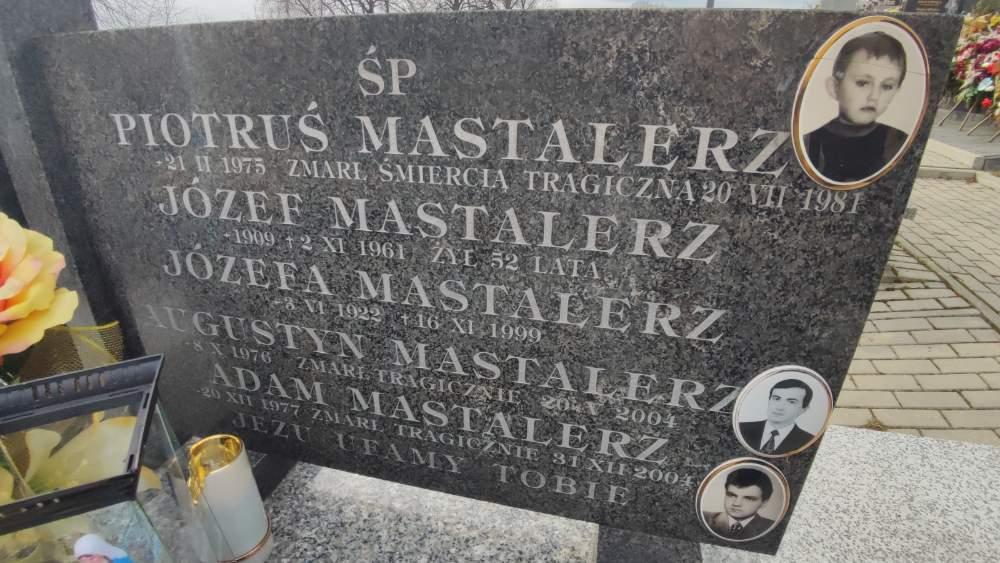 ŚP
PIOTRUŚ MASTALERZ
21 II 1975 ZMARŁ ŚMIERCIĄ TRAGICZNĄ 20 VII 1981
JÓZEF MASTALERZ
1909 + 2 XI 1961 ŻYŁ 52 LATA
JÓZEFA MASTALERZ
3 VI 1922 + 16 XI 1999
AUGUSTYN MASTALERZ
8 X 1976 ZMARŁ TRAGICZNIE 20 V 2004
ADAM MASTALERZ
20 XII 1977 ZMARŁ TRAGICZNIE 31 XII 2004
JEZU UFAMY TOBIE